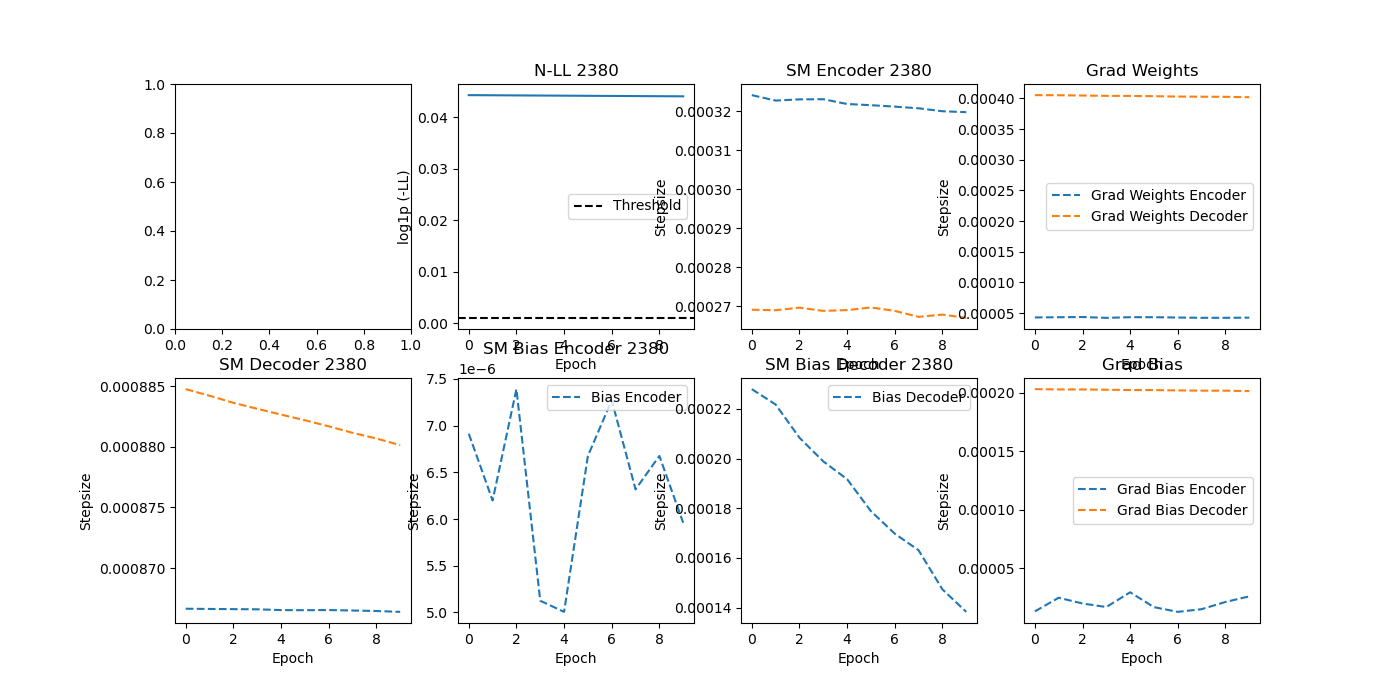 N-LL 2380
SM Encoder 2380
Grad Weights
1.0
0.8
0.6
0.4
0.2
0.0
0.0 0.2 0.4 0.6 0.8 1.0
log1p (-LL)
0.04
0.03
0.02
0.01
0.00
Threshold
0 2 4 6 8
Epoch
Stepsize
0.00032
0.00031
0.00030
0.00029
0.00028
0.00027
0 2 4 6 8
Epoch
Stepsize
0.00040
0.00035
0.00030
0.00025
0.00020
0.00015
0.00010
0.00005
Grad Weights Encoder
Grad Weights Decoder
0 2 4 6 8
Epoch
SM Decoder 2380
SM Bias Encoder 2380
SM Bias Decoder 2380
Grad Bias
Stepsize
0.000885
0.000880
0.000875
0.000870
0 2 4 6 8
Epoch
Stepsize
1e−6
7.5
7.0
6.5
6.0
5.5
5.0
Bias Encoder
0 2 4 6 8
Epoch
Stepsize
0.00022
0.00020
0.00018
0.00016
0.00014
Bias Decoder
0 2 4 6 8
Epoch
Stepsize
0.00020
0.00015
0.00010
0.00005
Grad Bias Encoder
Grad Bias Decoder
0 2 4 6 8
Epoch